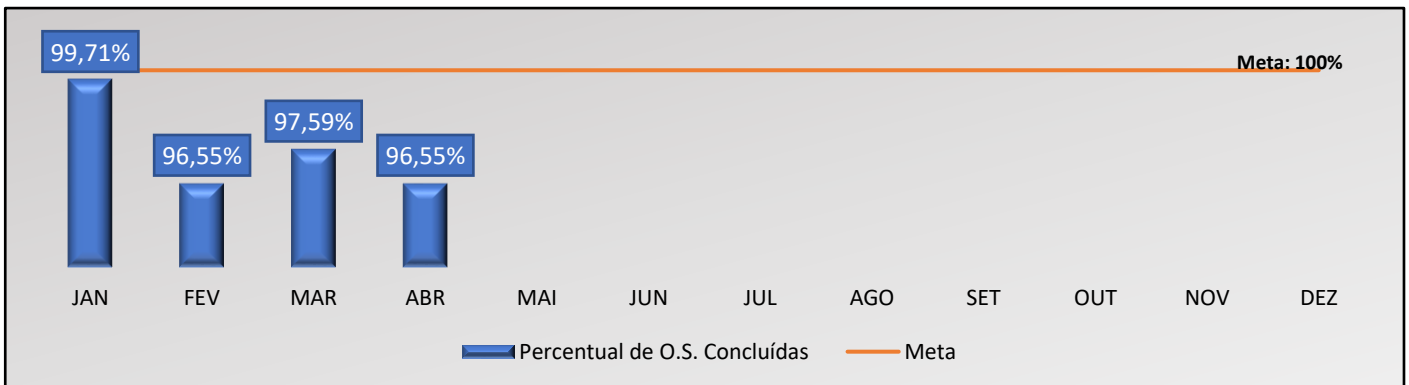 99,71%
Meta: 100%
97,59%
96,55%
96,55%
JAN FEV MAR ABR MAI JUN JUL AGO SET OUT NOV DEZ
Percentual de O.S. Concluídas Meta